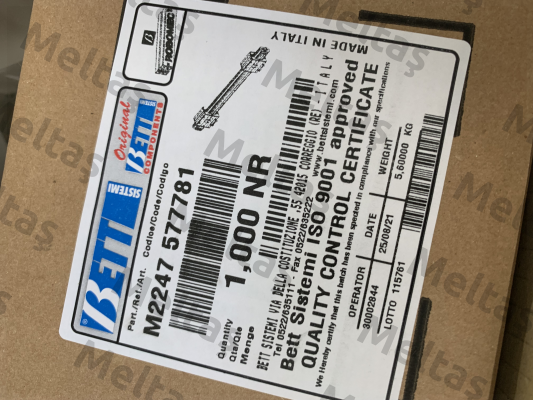 BETT SISTEMI
Original
BETT
COMPONENTS
MADE IN ITALY
Part./Ref./Art. Codice/Code/Codigo
M2247 577781
Quantity
Qta/Qte
Menge
1,000 NR
BETT SISTEMI VIA DELLA COSTITUZIONE ,55 42015 CORREGGIO (RE) - ITALY
Tel 0522/635111 - Fax 0522/635222 www.bettsistemi.com
Bett Sistemi ISO 9001 approved
QUALITY CONTROL CERTIFICATE
We Hereby certify that this batch has been inspected in compliance with our specifications
OPERATOR DATE WEIGHT
30002844 25/08/21 5,60000 KG
LOTTO 115761
Meltaş